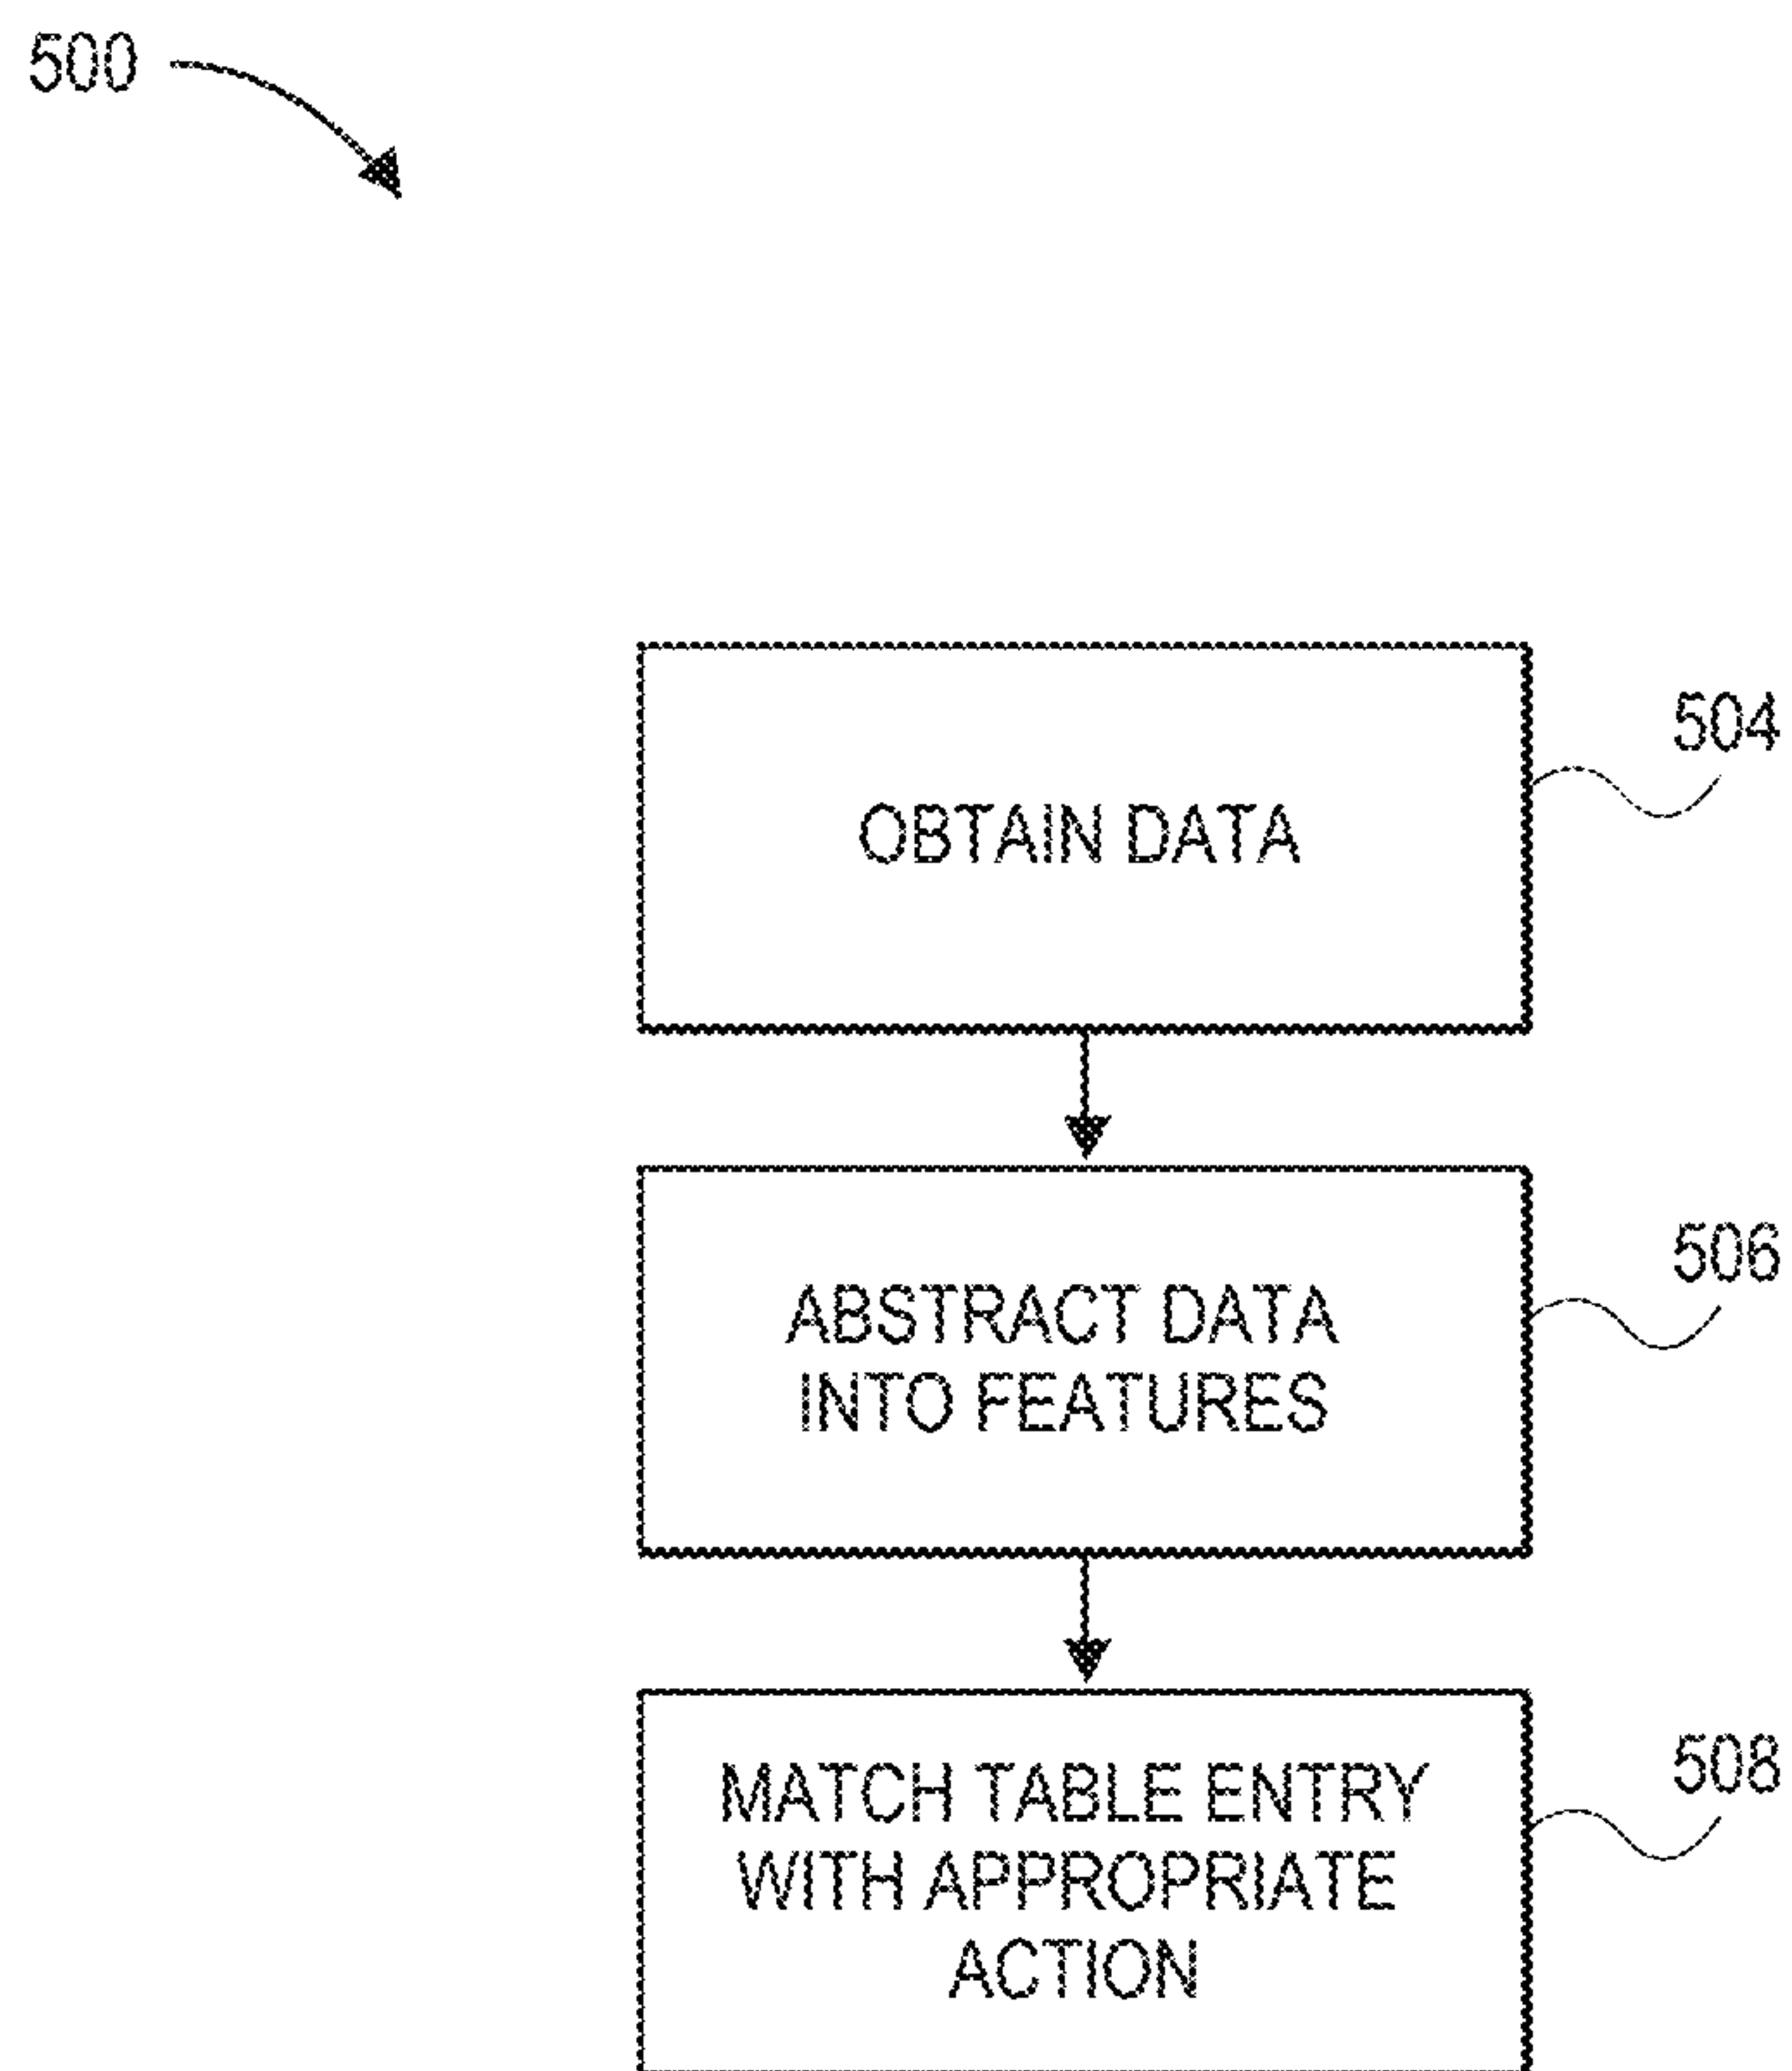 500
504
OBTAIN DATA
506
ABSTRACT DATA
INTO FEATURES
508
MATCH TABLE ENTRY
WITH APPROPRIATE
ACTION